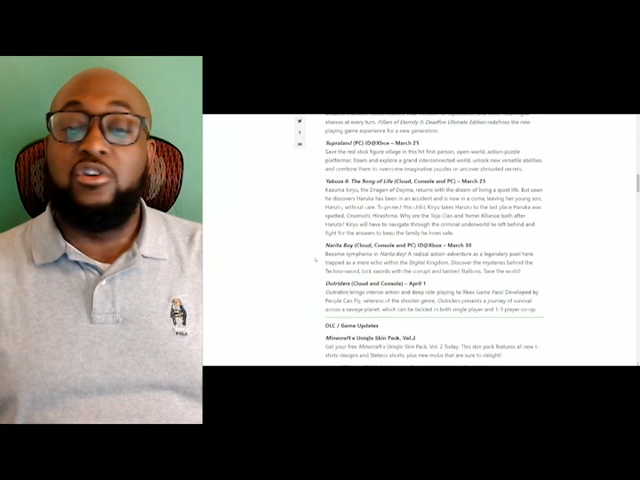 choices at every turn. Pillars of Eternity II: Deadfire Ultimate Edition redefines the role-
playing game experience for a new generation.
Supraland (PC) ID@Xbox – March 25
Save the red stick figure village in this hit first-person, open-world, action-puzzle
platformer. Roam and explore a grand interconnected world, unlock new versatile abilities,
and combine them to overcome imaginative puzzles or uncover shrouded secrets.
Yakuza 6: The Song of Life (Cloud, Console and PC) – March 25
Kazuma Kiryu, the Dragon of Dojima, returns with the dream of living a quiet life. But soon
he discovers Haruka has been in an accident and is now in a coma, leaving her young son,
Haruto, without care. To protect this child, Kiryu takes Haruto to the last place Haruka was
spotted, Onomichi, Hiroshima. Why are the Tojo Clan and former Alliance both after
Haruto? Kiryu will have to navigate through the criminal underworld he left behind and
fight for the answers to keep the family he loves safe.
Narita Boy (Cloud, Console and PC) ID@Xbox – March 30
Become symphonic in Narita Boy! A radical action-adventure as a legendary pixel hero
trapped as a mere echo within the Digital Kingdom. Discover the mysteries behind the
Techno-sword, lock swords with the corrupt and tainted Stallions. Save the world!
Outriders (Cloud and Console) – April 1
Outriders brings intense action and deep role playing to Xbox Game Pass! Developed by
People Can Fly, veterans of the shooter genre, Outriders presents a journey of survival
across a savage planet, which can be tackled in both single player and 1-3 player co-op.
DLC / Game Updates
Minecraft x Uniqlo Skin Pack, Vol.2
Get your free Minecraft x Uniqlo Skin Pack, Vol. 2 Today. This skin pack features all new t-
shirts designs and Steteco shorts, plus new mobs that are sure to delight!
POLO